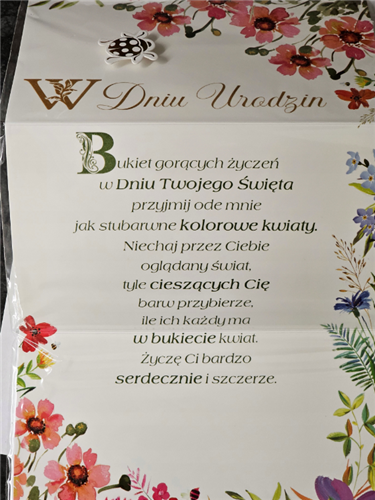 W Dniu Urodzin
Bukiet gorących życzeń
w Dniu Twojego Święta
przyjmij ode mnie
jak stubarwne kolorowe kwiaty.
Niechaj przez Ciebie
oglądany świat,
tyle cieszących Cię
barw przybierze,
ile ich każdy ma
w bukiecie kwiat.
Życzę Ci bardzo
serdecznie i szczerze.